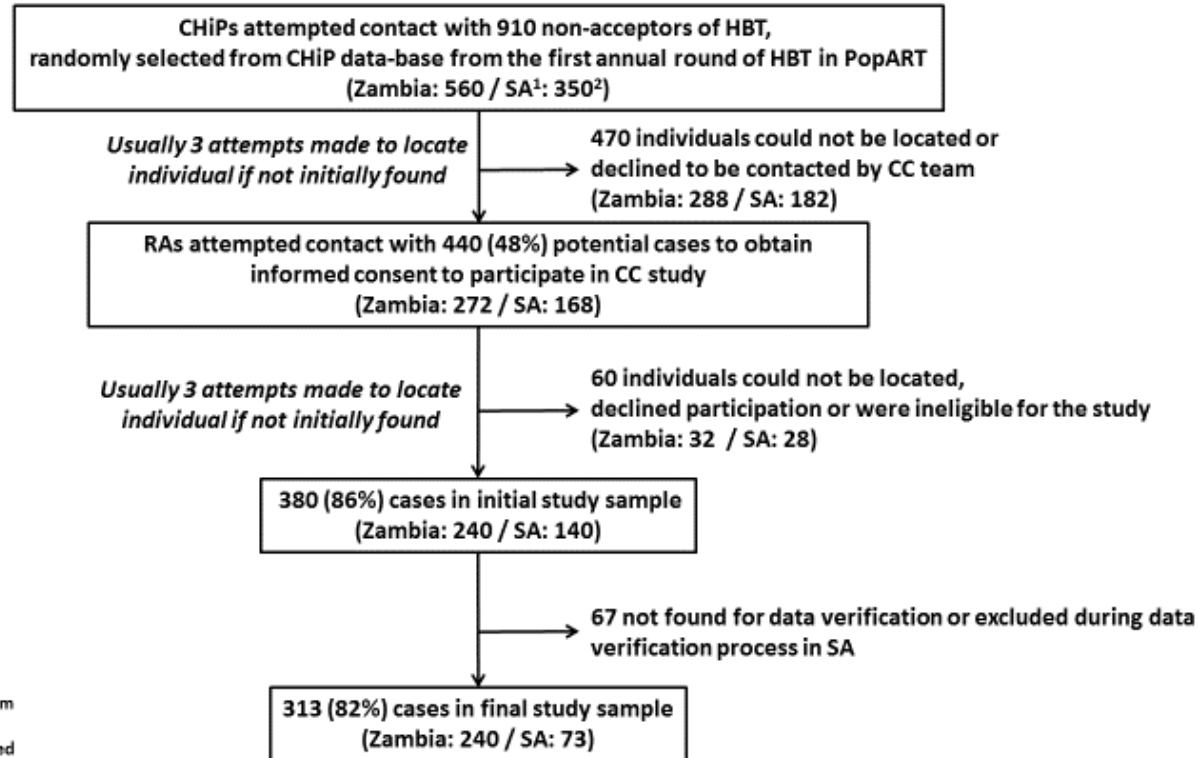 CHiPs attempted contact with 910 non-acceptors of HBT,
randomly selected from CHiP data-base from the first annual round of HBT in PopART
(Zambia: 560 / SA¹: 350²)
Usually 3 attempts made to locate
individual if not initially found
470 individuals could not be located or
declined to be contacted by CC team
(Zambia: 288 / SA: 182)
RAs attempted contact with 440 (48%) potential cases to obtain
informed consent to participate in CC study
(Zambia: 272 / SA: 168)
Usually 3 attempts made to locate
individual if not initially found
60 individuals could not be located,
declined participation or were ineligible for the study
(Zambia: 32 / SA: 28)
380 (86%) cases in initial study sample
(Zambia: 240 / SA: 140)
67 not found for data verification or excluded during data
verification process in SA
313 (82%) cases in final study sample
(Zambia: 240 / SA: 73)